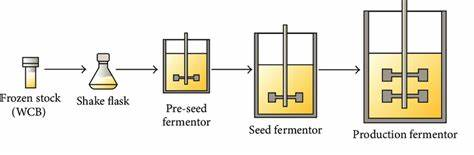 Frozen stock
(WCB)
Shake flask
Pre-seed
fermentor
Seed fermentor
Production fermentor